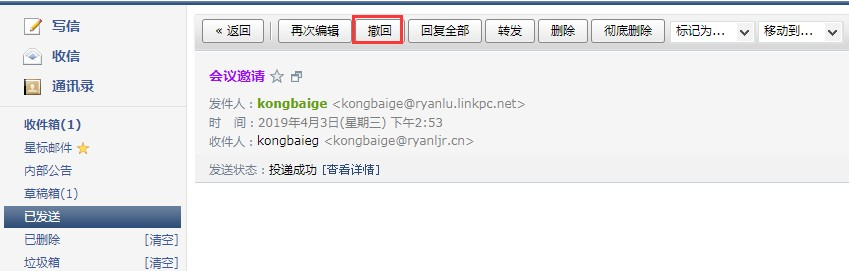 写信
收信
通讯录
收件箱(1)
星标邮件
内部公告
草稿箱(1)
已发送
已删除 [清空]
垃圾箱 [清空]
« 返回 再次编辑 撤回 回复全部 转发 删除 彻底删除 标记为... 移动到...
会议邀请
发件人：kongbaige <kongbaige@ryanlu.linkpc.net>
时 间：2019年4月3日(星期三) 下午2:53
收件人：kongbaieg <kongbaige@ryanljr.cn>
发送状态：投递成功 [查看详情]